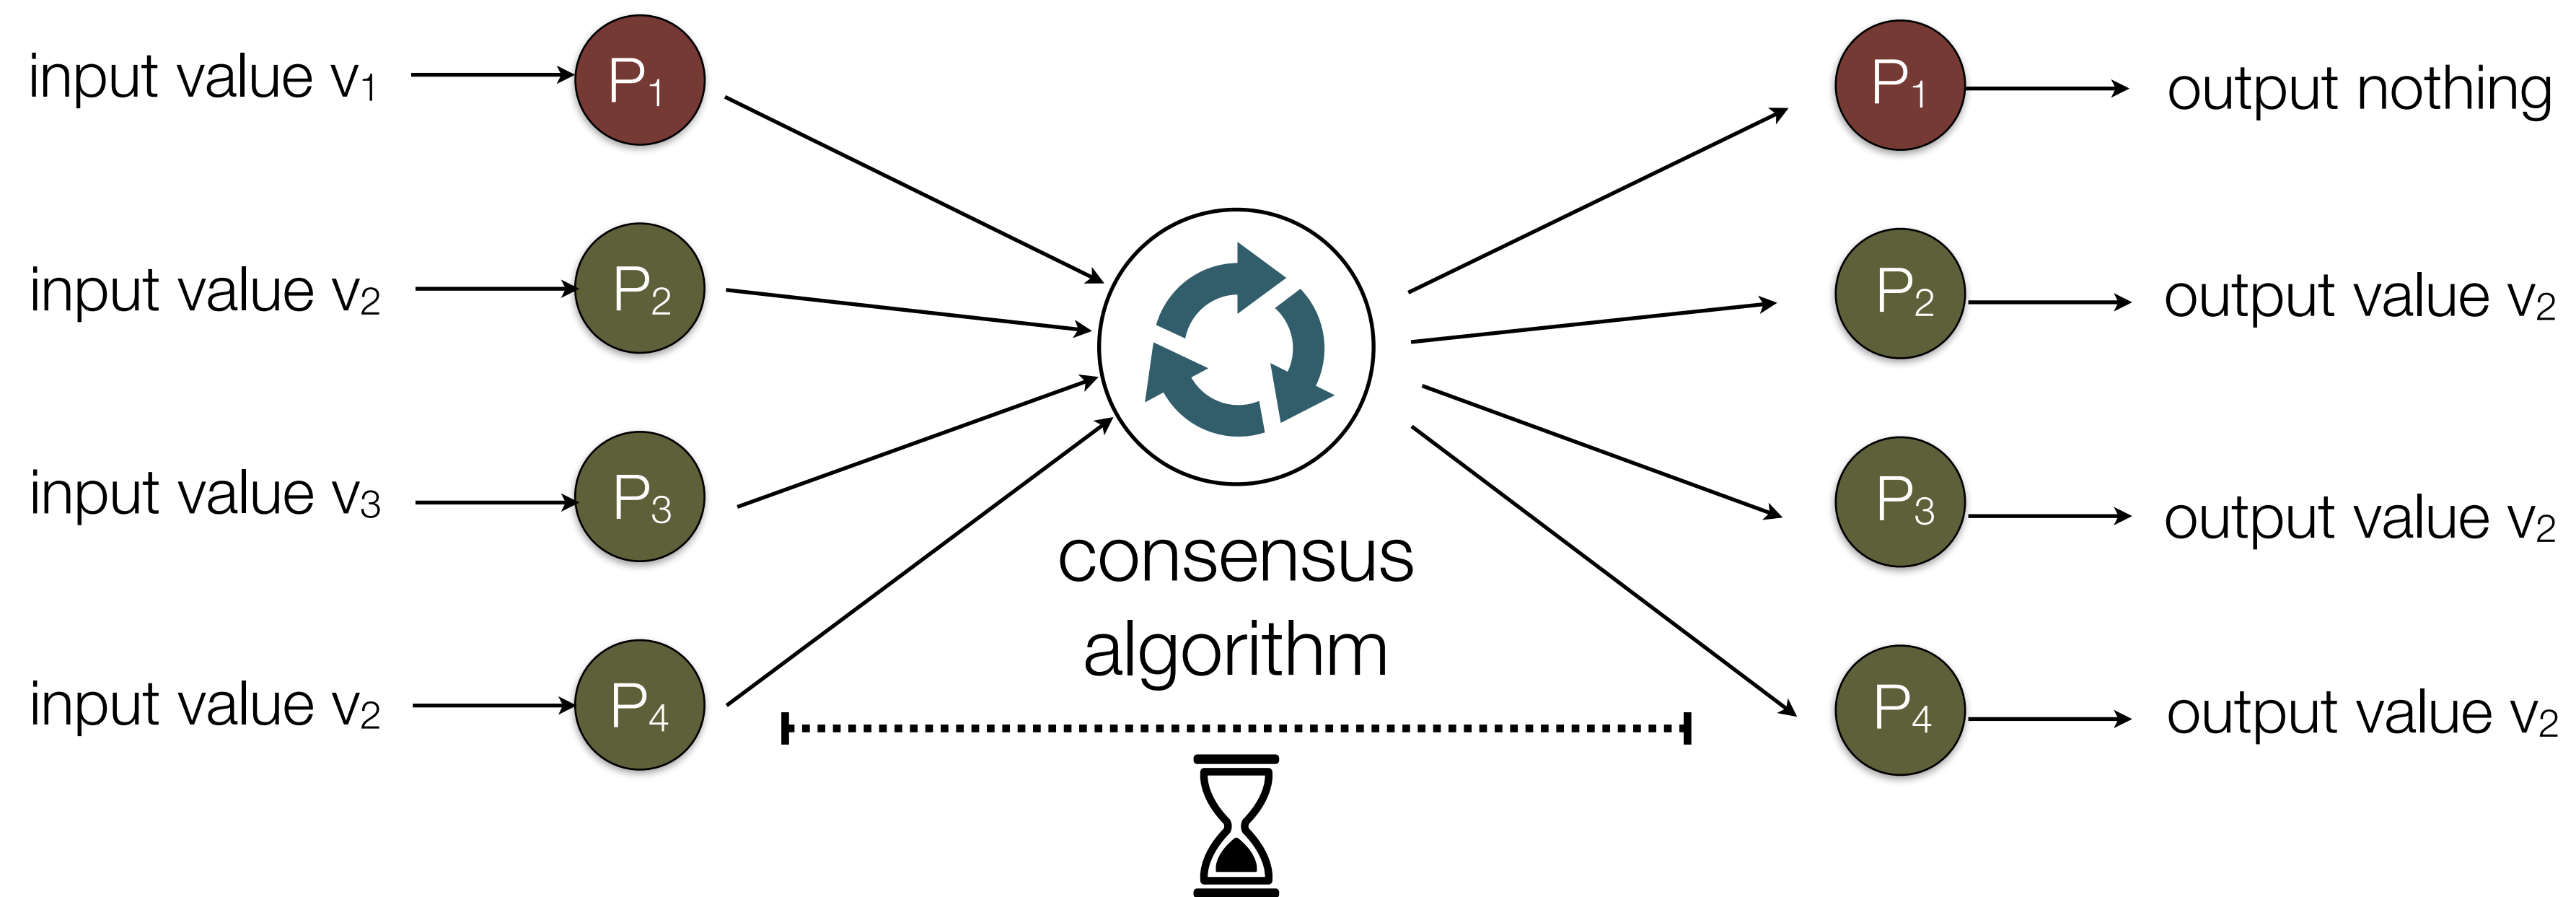 input value v₁
P₁
P₁
output nothing
input value v₂
P₂
P₂
output value v₂
input value v₃
P₃
P₃
output value v₂
consensus
algorithm
input value v₂
P₄
P₄
output value v₂